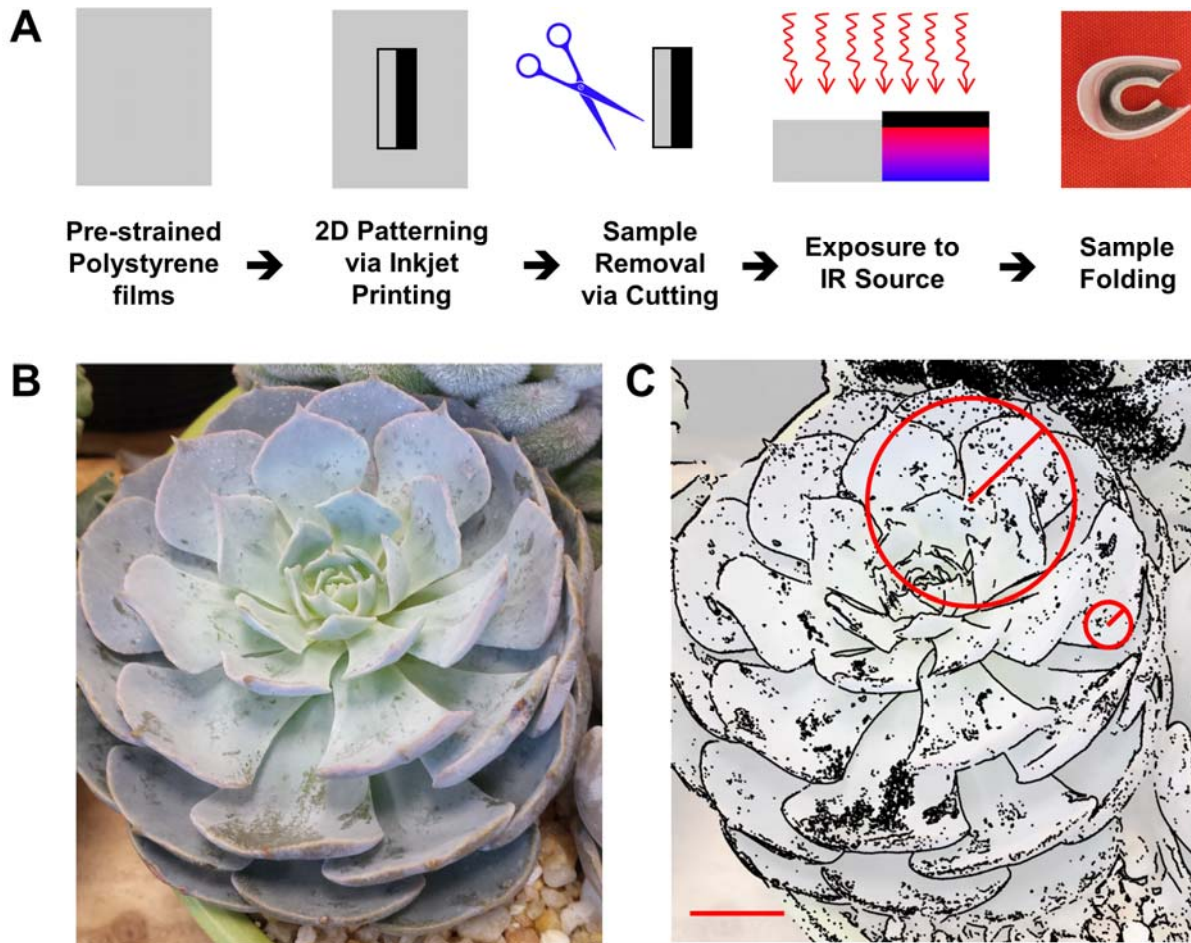 A
Pre-strained
Polystyrene
films
➔
2D Patterning
via Inkjet
Printing
➔
Sample
Removal
via Cutting
➔
Exposure to
IR Source
➔
Sample
Folding
B
C